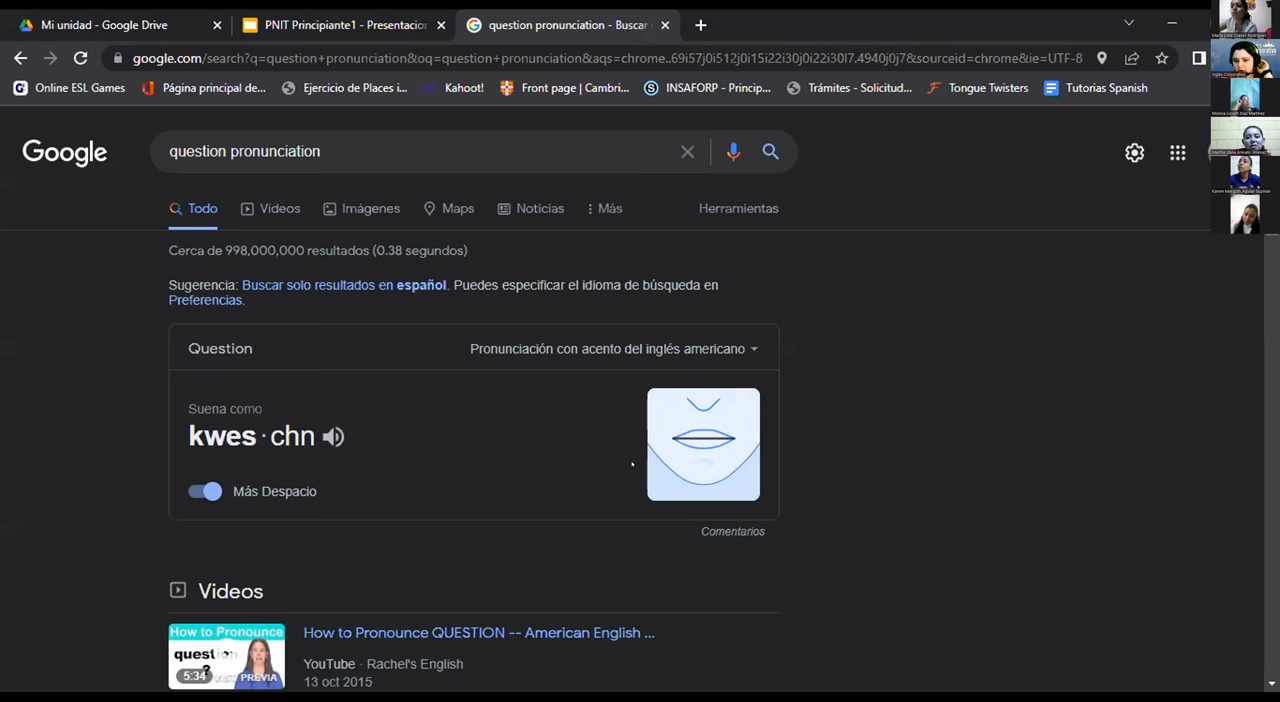 Mi unidad - Google Drive
PNIT Principiante1 - Presentacion
question pronunciation - Buscar
google.com/search?q=question+pronunciation&oq=question+pronunciation&aqs=chrome..69i57j0i512j0i15i22i30j0i22i30l7.4940j0j7&sourceid=chrome&ie=UTF-8
Online ESL Games
Página principal de...
Ejercicio de Places i...
Kahoot!
Front Page | Cambri...
INSAFORP - Princip...
Trámites - Solicitud...
Tongue Twisters
Tutorias Spanish
Google
question pronunciation
Todo
Videos
Imágenes
Maps
Noticias
Más
Herramientas
Cerca de 998,000,000 resultados (0.38 segundos)
Sugerencia: Buscar solo resultados en español. Puedes especificar el idioma de búsqueda en
Preferencias.
Question
Pronunciación con acento del inglés americano
Suena como
kwes·chn
Más Despacio
Comentarios
Videos
How to Pronounce
question
?
5:34
VISTA PREVIA
How to Pronounce QUESTION -- American English ...
YouTube · Rachel's English
13 oct 2015